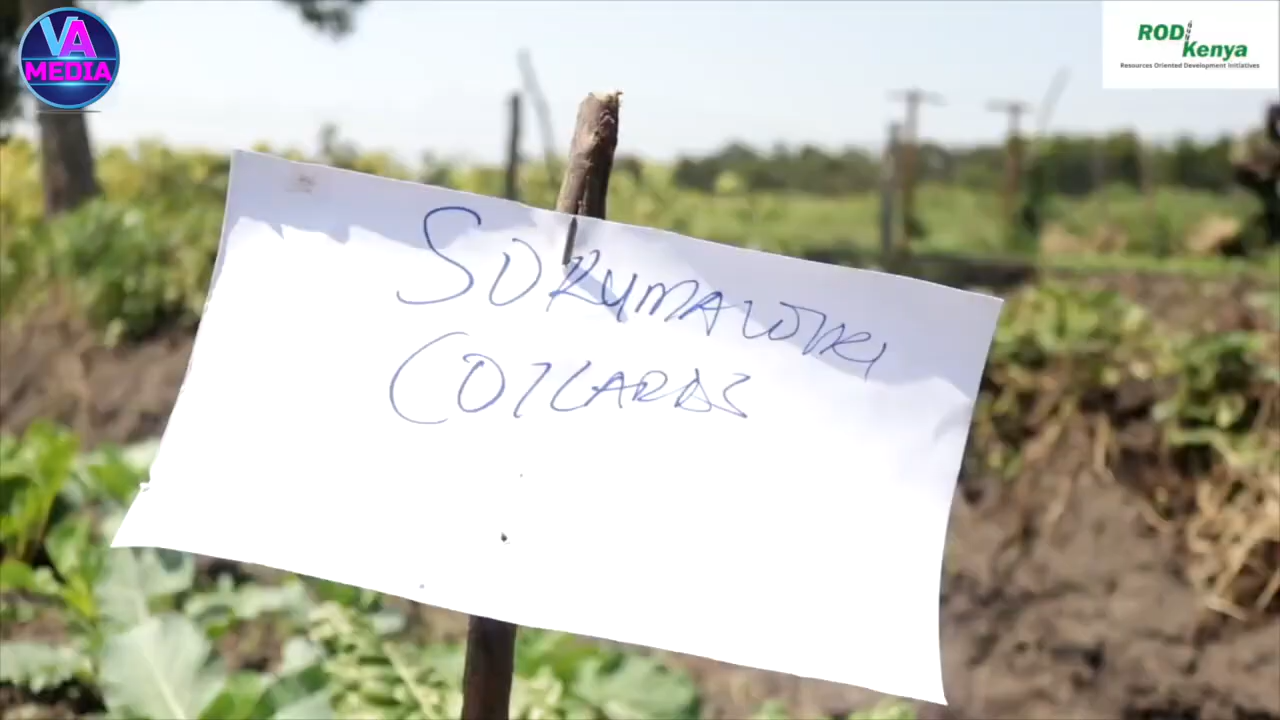 VA
MEDIA
RODI
Kenya
Resources Oriented Development Initiatives
SUKUMAWIKI
COLLARDS